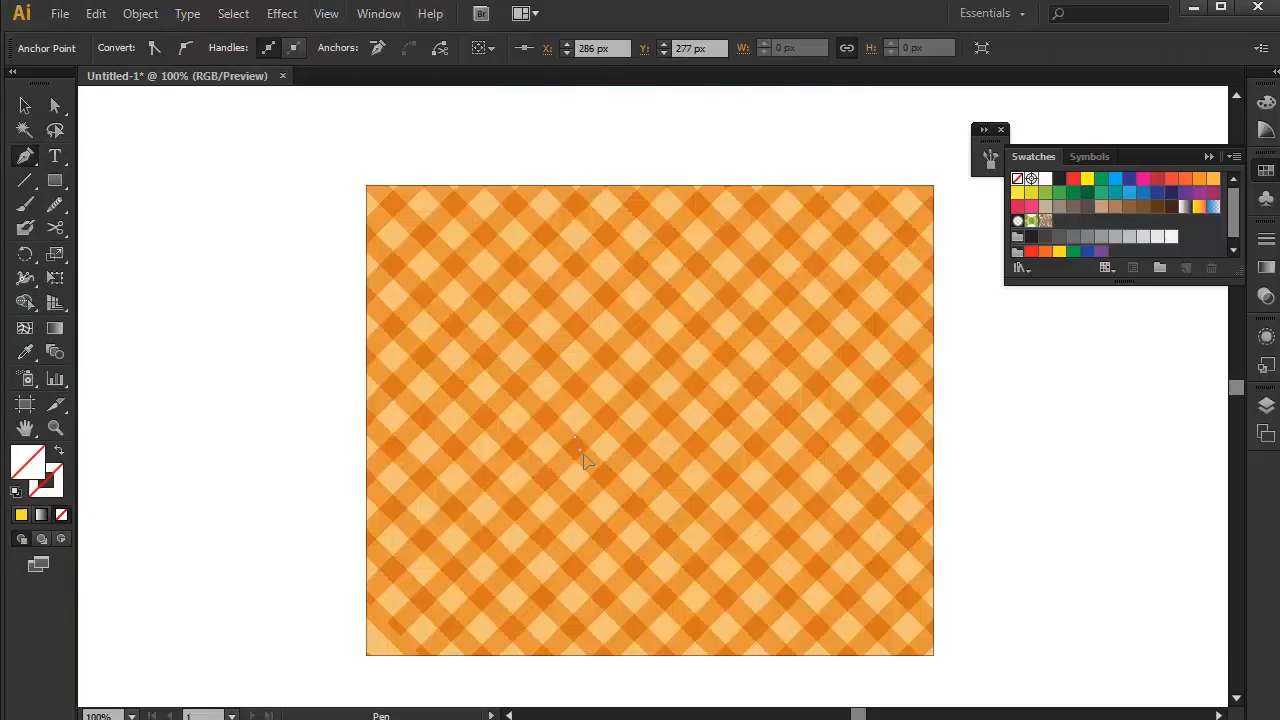 Ai File Edit Object Type Select Effect View Window Help Br Essentials
Anchor Point Convert: Handles: Anchors: X: 286 px Y: 277 px W: 0 px H: 0 px
Untitled-1* @ 100% (RGB/Preview)
Swatches Symbols
T
100% 1 Pen